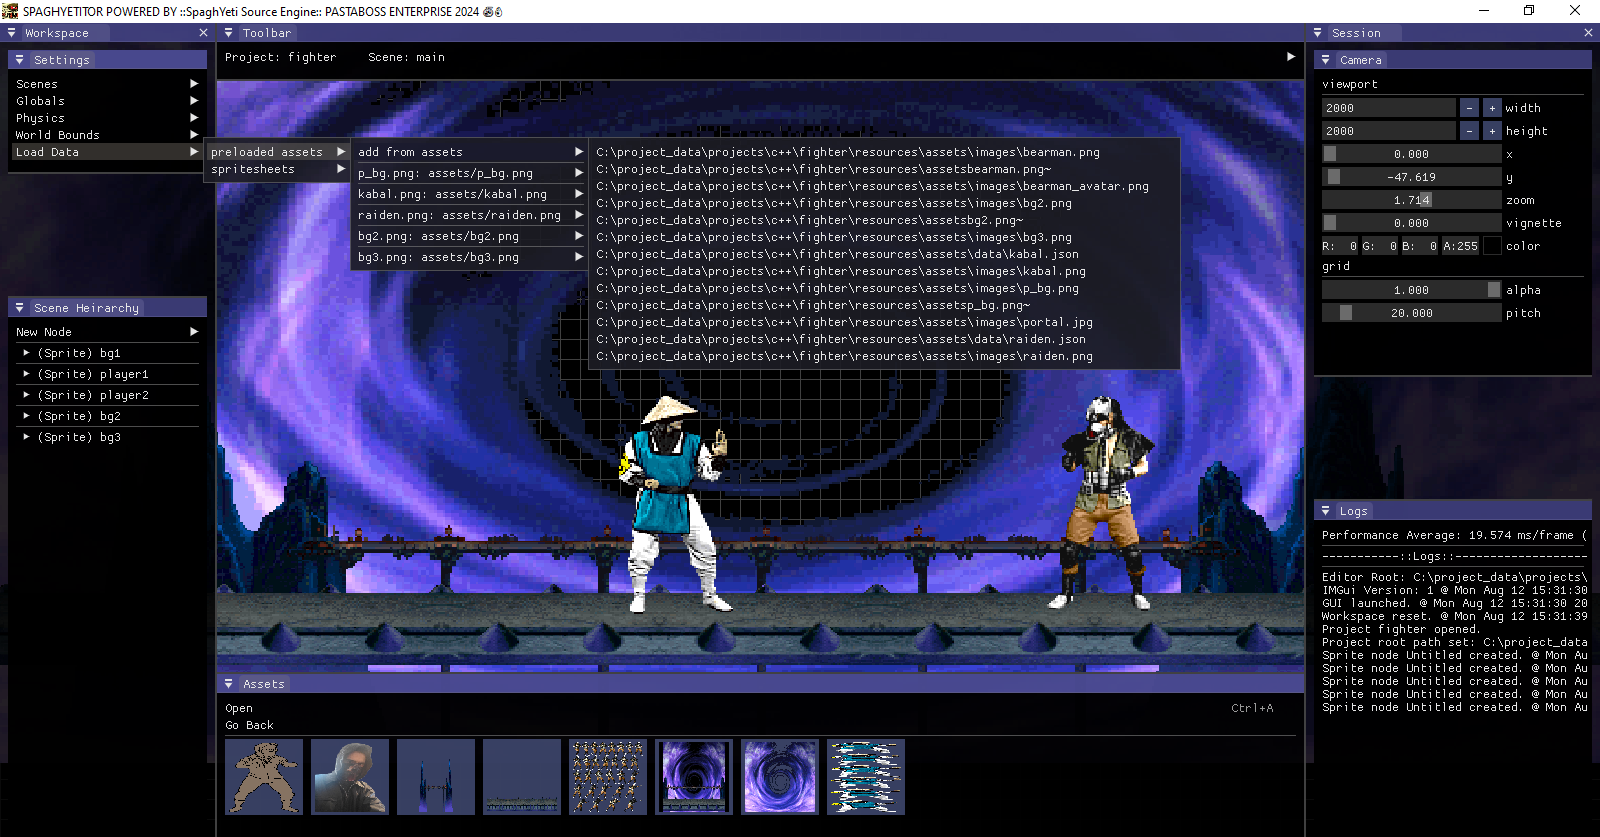 SPAGHYETITOR POWERED BY ::SpaghYeti Source Engine:: PASTABOSS ENTERPRISE 2024
Workspace
Toolbar
Session
Settings
Scenes
Globals
Physics
World Bounds
Load Data
Project: fighter
Scene: main
preloaded assets
spritesheets
add from assets
p_bg.png: assets/p_bg.png
kabal.png: assets/kabal.png
raiden.png: assets/raiden.png
bg2.png: assets/bg2.png
bg3.png: assets/bg3.png
C:\project_data\projects\c++\fighter\resources\assets\images\bearman.png
C:\project_data\projects\c++\fighter\resources\assetsbearman.png~
C:\project_data\projects\c++\fighter\resources\assets\images\bearman_avatar.png
C:\project_data\projects\c++\fighter\resources\assets\images\bg2.png
C:\project_data\projects\c++\fighter\resources\assetsbg2.png~
C:\project_data\projects\c++\fighter\resources\assets\images\bg3.png
C:\project_data\projects\c++\fighter\resources\assets\data\kabal.json
C:\project_data\projects\c++\fighter\resources\assets\images\kabal.png
C:\project_data\projects\c++\fighter\resources\assets\images\p_bg.png
C:\project_data\projects\c++\fighter\resources\assetsp_bg.png~
C:\project_data\projects\c++\fighter\resources\assets\images\portal.jpg
C:\project_data\projects\c++\fighter\resources\assets\data\raiden.json
C:\project_data\projects\c++\fighter\resources\assets\images\raiden.png
Scene Heirarchy
New Node
(Sprite) bg1
(Sprite) player1
(Sprite) player2
(Sprite) bg2
(Sprite) bg3
Camera
viewport
2000 - + width
2000 - + height
0.000 x
-47.619 y
1.714 zoom
0.000 vignette
R: 0 G: 0 B: 0 A:255 color
grid
1.000 alpha
20.000 pitch
Logs
Performance Average: 19.574 ms/frame (
-----------::Logs::-------------------
Editor Root: C:\project_data\projects\
IMGui Version: 1 @ Mon Aug 12 15:31:30
GUI launched. @ Mon Aug 12 15:31:30 20
Workspace reset. @ Mon Aug 12 15:31:39
Project fighter opened.
Project root path set: C:\project_data
Sprite node Untitled created. @ Mon Au
Sprite node Untitled created. @ Mon Au
Sprite node Untitled created. @ Mon Au
Sprite node Untitled created. @ Mon Au
Sprite node Untitled created. @ Mon Au
Assets
Open Ctrl+A
Go Back